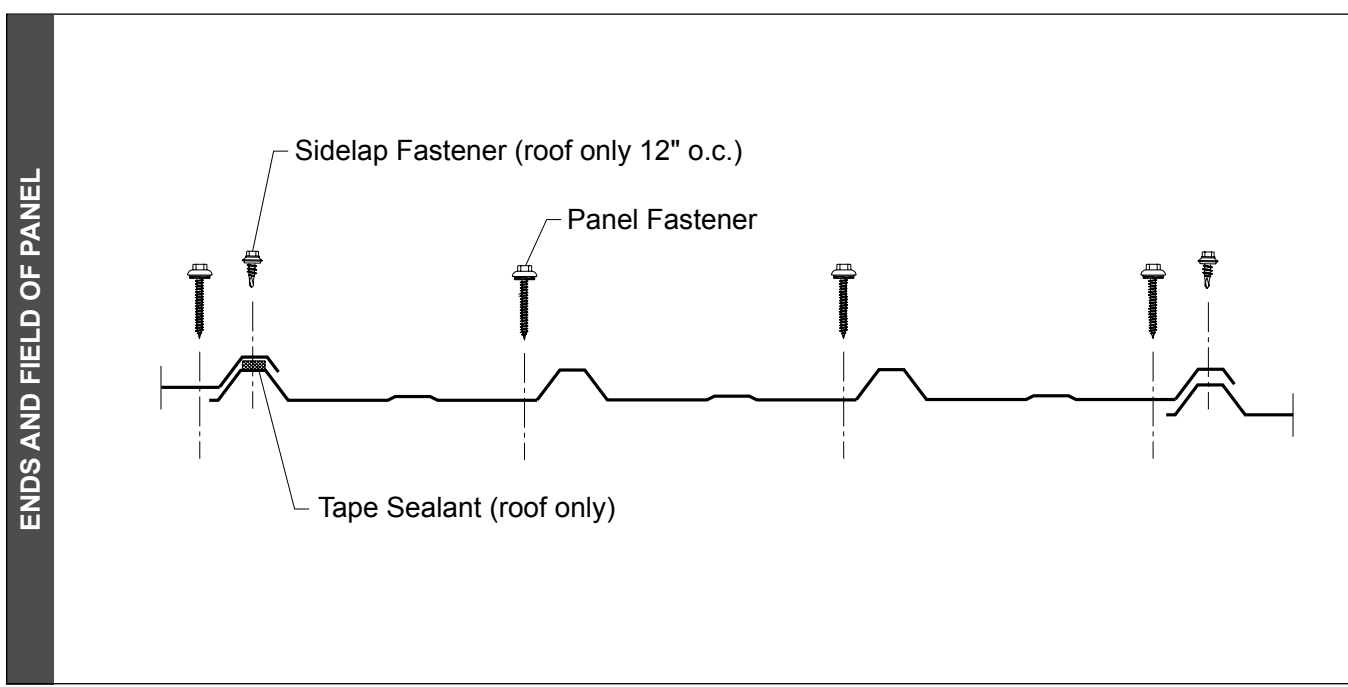 ENDS AND FIELD OF PANEL
Sidelap Fastener (roof only 12" o.c.)
Panel Fastener
Tape Sealant (roof only)